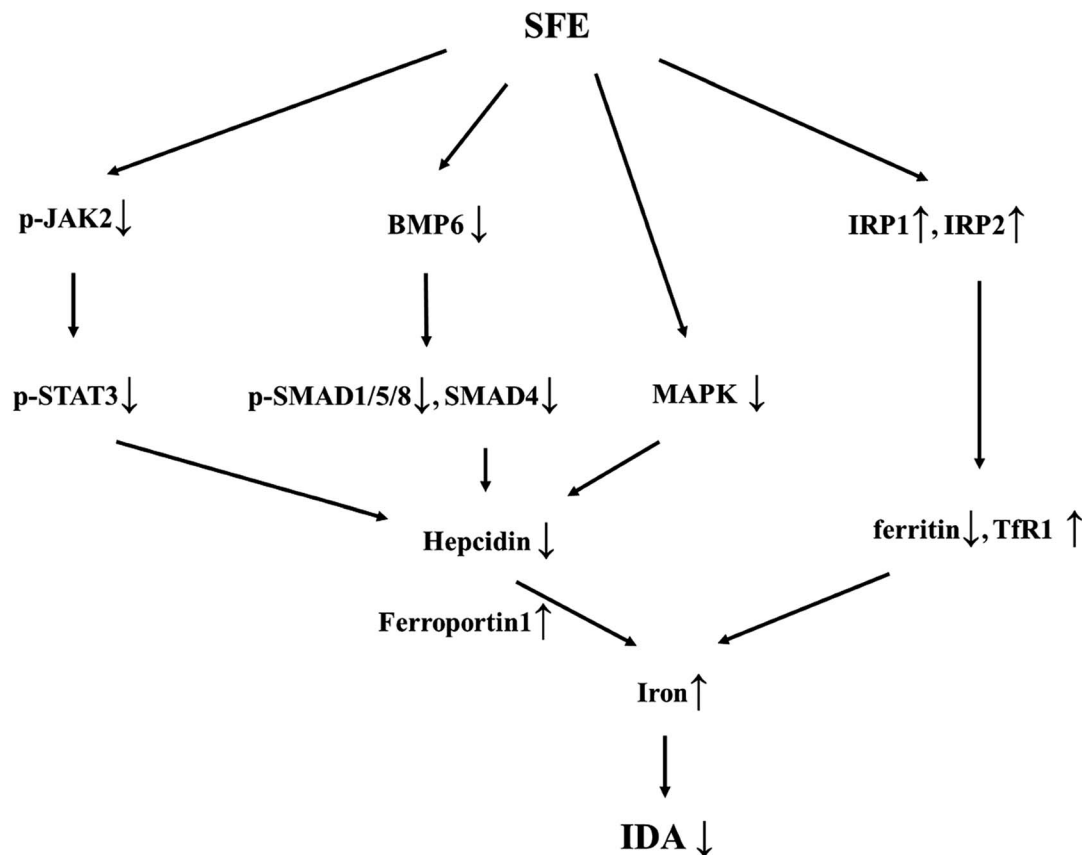 SFE
p-JAK2↓
BMP6 ↓
IRP1↑, IRP2↑
p-STAT3↓
p-SMAD1/5/8↓, SMAD4↓
MAPK ↓
Hepcidin ↓
ferritin↓, TfR1 ↑
Ferroportin1↑
Iron↑
IDA ↓